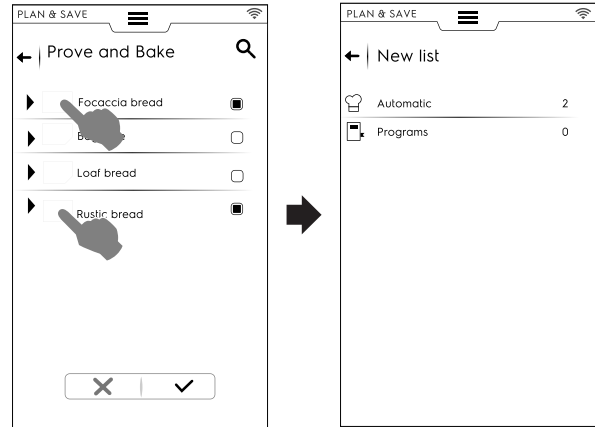 PLAN & SAVE
Prove and Bake
Focaccia bread
Loaf bread
Rustic bread
PLAN & SAVE
New list
Automatic 2
Programs 0